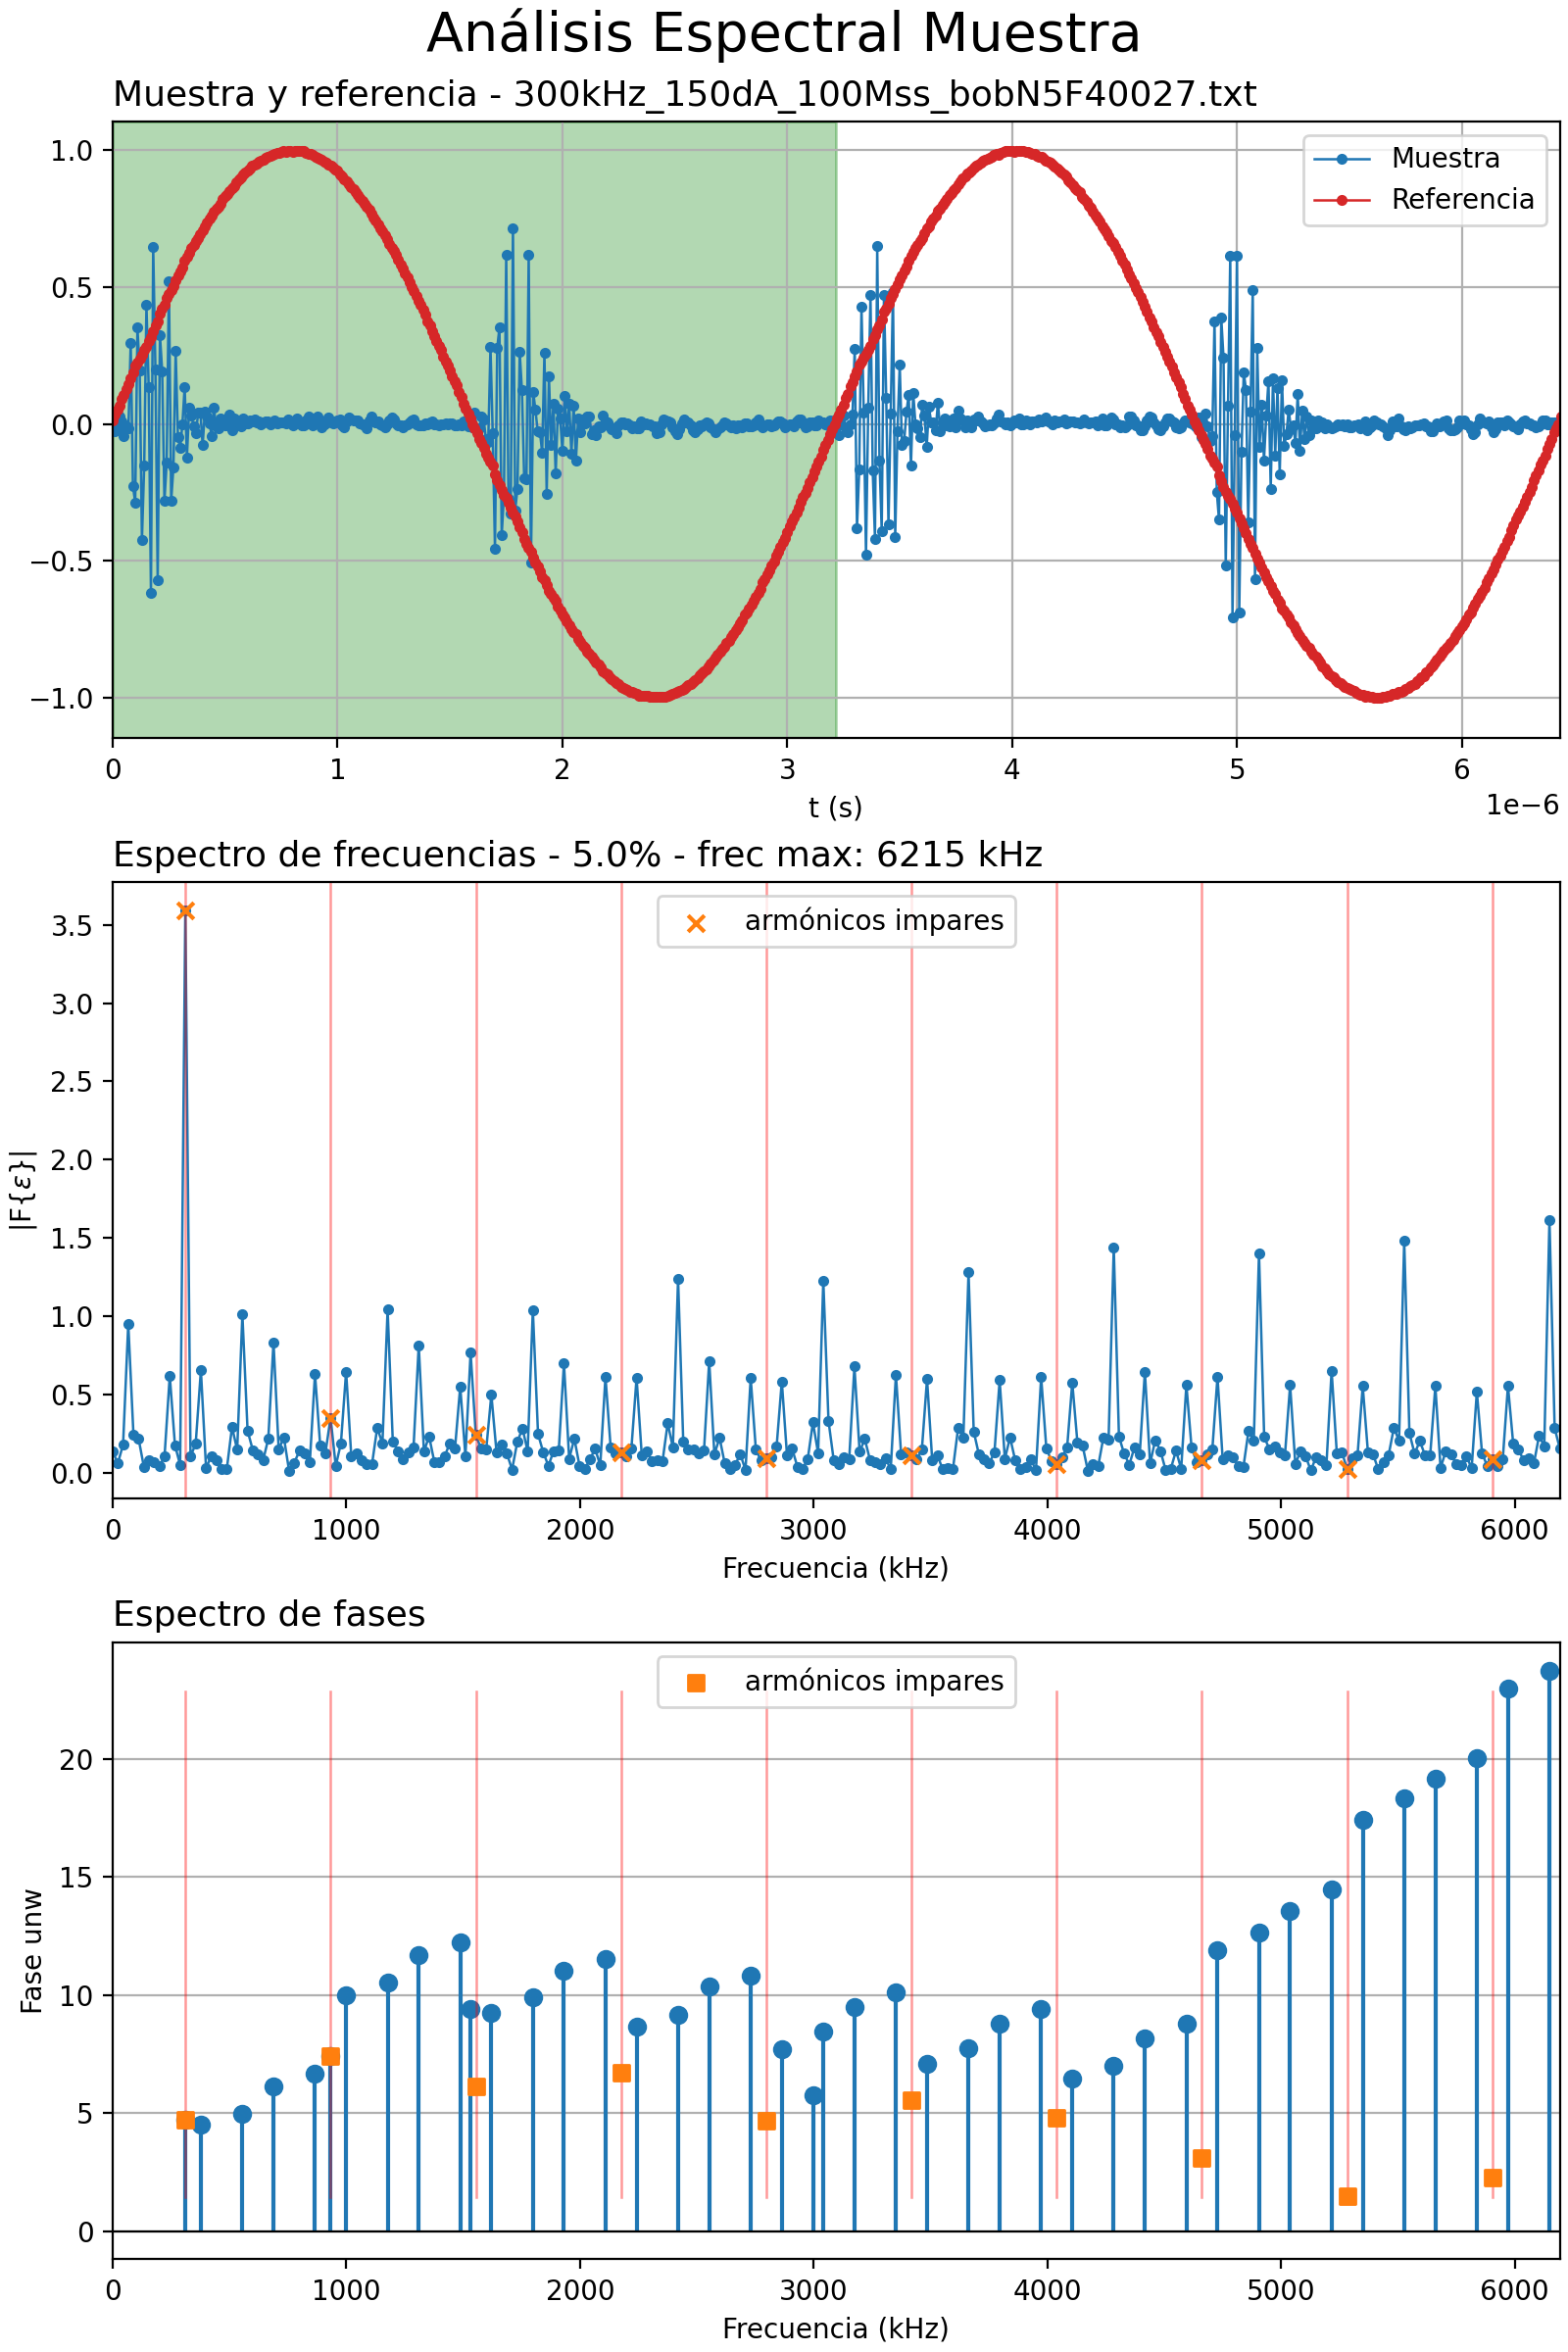 Análisis Espectral Muestra
Muestra y referencia - 300kHz_150dA_100Mss_bobN5F40027.txt
1.0
0.5
0.0
−0.5
−1.0
Muestra
Referencia
0 1 2 3 4 5 6
1e−6
t (s)
Espectro de frecuencias - 5.0% - frec max: 6215 kHz
armónicos impares
3.5
3.0
2.5
2.0
1.5
1.0
0.5
0.0
|F{ε}|
0 1000 2000 3000 4000 5000 6000
Frecuencia (kHz)
Espectro de fases
armónicos impares
20
15
10
5
0
Fase unw
0 1000 2000 3000 4000 5000 6000
Frecuencia (kHz)